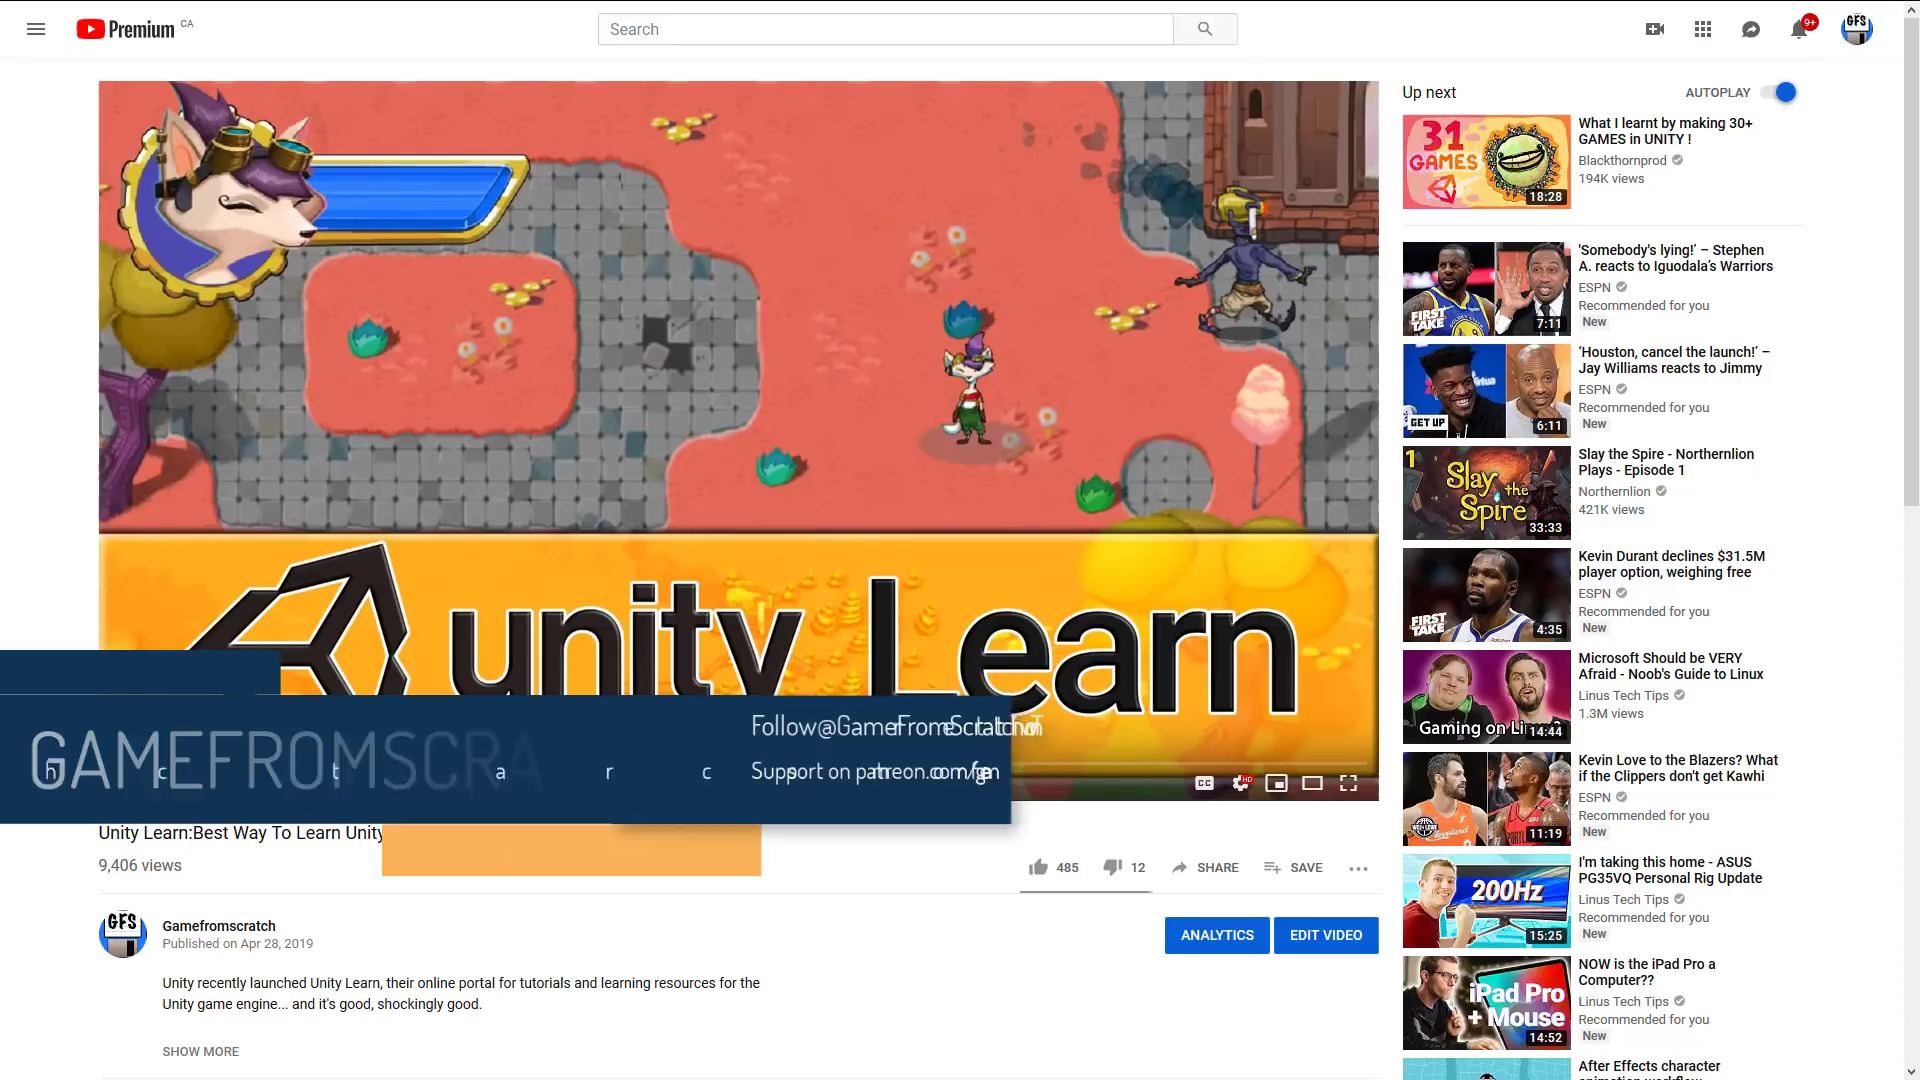 Premium CA
Search
9+
GFS
unity Learn
GAMEFROMSCRA
Support on patreon.com/
CC
HD
Unity Learn:Best Way To Learn Unity
9,406 views
485
12
SHARE
SAVE
GFS
Gamefromscratch
Published on Apr 28, 2019
ANALYTICS
EDIT VIDEO
Unity recently launched Unity Learn, their online portal for tutorials and learning resources for the
Unity game engine... and it's good, shockingly good.
SHOW MORE
Up next
AUTOPLAY
31
GAMES
18:28
What I learnt by making 30+
GAMES in UNITY !
Blackthornprod
194K views
FIRST
TAKE
7:11
'Somebody's lying!' – Stephen
A. reacts to Iguodala's Warriors
ESPN
Recommended for you
New
GET UP
6:11
'Houston, cancel the launch!' –
Jay Williams reacts to Jimmy
ESPN
Recommended for you
New
1
Slay
the
Spire
33:33
Slay the Spire - Northernlion
Plays - Episode 1
Northernlion
421K views
FIRST
TAKE
4:35
Kevin Durant declines $31.5M
player option, weighing free
ESPN
Recommended for you
New
Gaming on
14:44
Microsoft Should be VERY
Afraid - Noob's Guide to Linux
Linus Tech Tips
1.3M views
11:19
Kevin Love to the Blazers? What
if the Clippers don't get Kawhi
ESPN
Recommended for you
New
200Hz
15:25
I'm taking this home - ASUS
PG35VQ Personal Rig Update
Linus Tech Tips
Recommended for you
New
iPad Pro
+ Mouse
14:52
NOW is the iPad Pro a
Computer??
Linus Tech Tips
Recommended for you
New
After Effects character